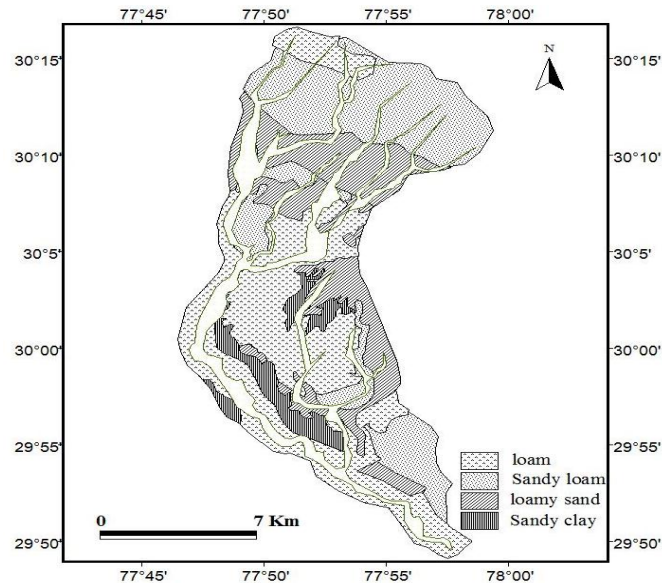 77°45' 77°50' 77°55' 78°00'
30°15' 30°15'
N
30°10' 30°10'
30°5' 30°5'
30°00' 30°00'
29°55' 29°55'
loam
Sandy loam
loamy sand
Sandy clay
0 7 Km
29°50' 29°50'
77°45' 77°50' 77°55' 78°00'